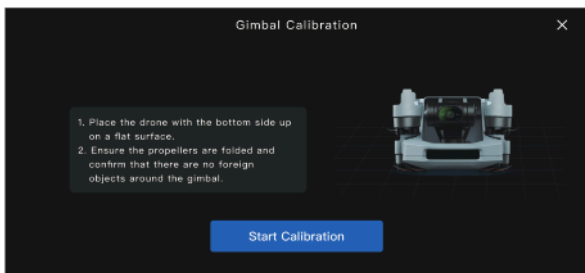 Gimbal Calibration
1. Place the drone with the bottom side up
on a flat surface.
2. Ensure the propellers are folded and
confirm that there are no foreign
objects around the gimbal.
Start Calibration